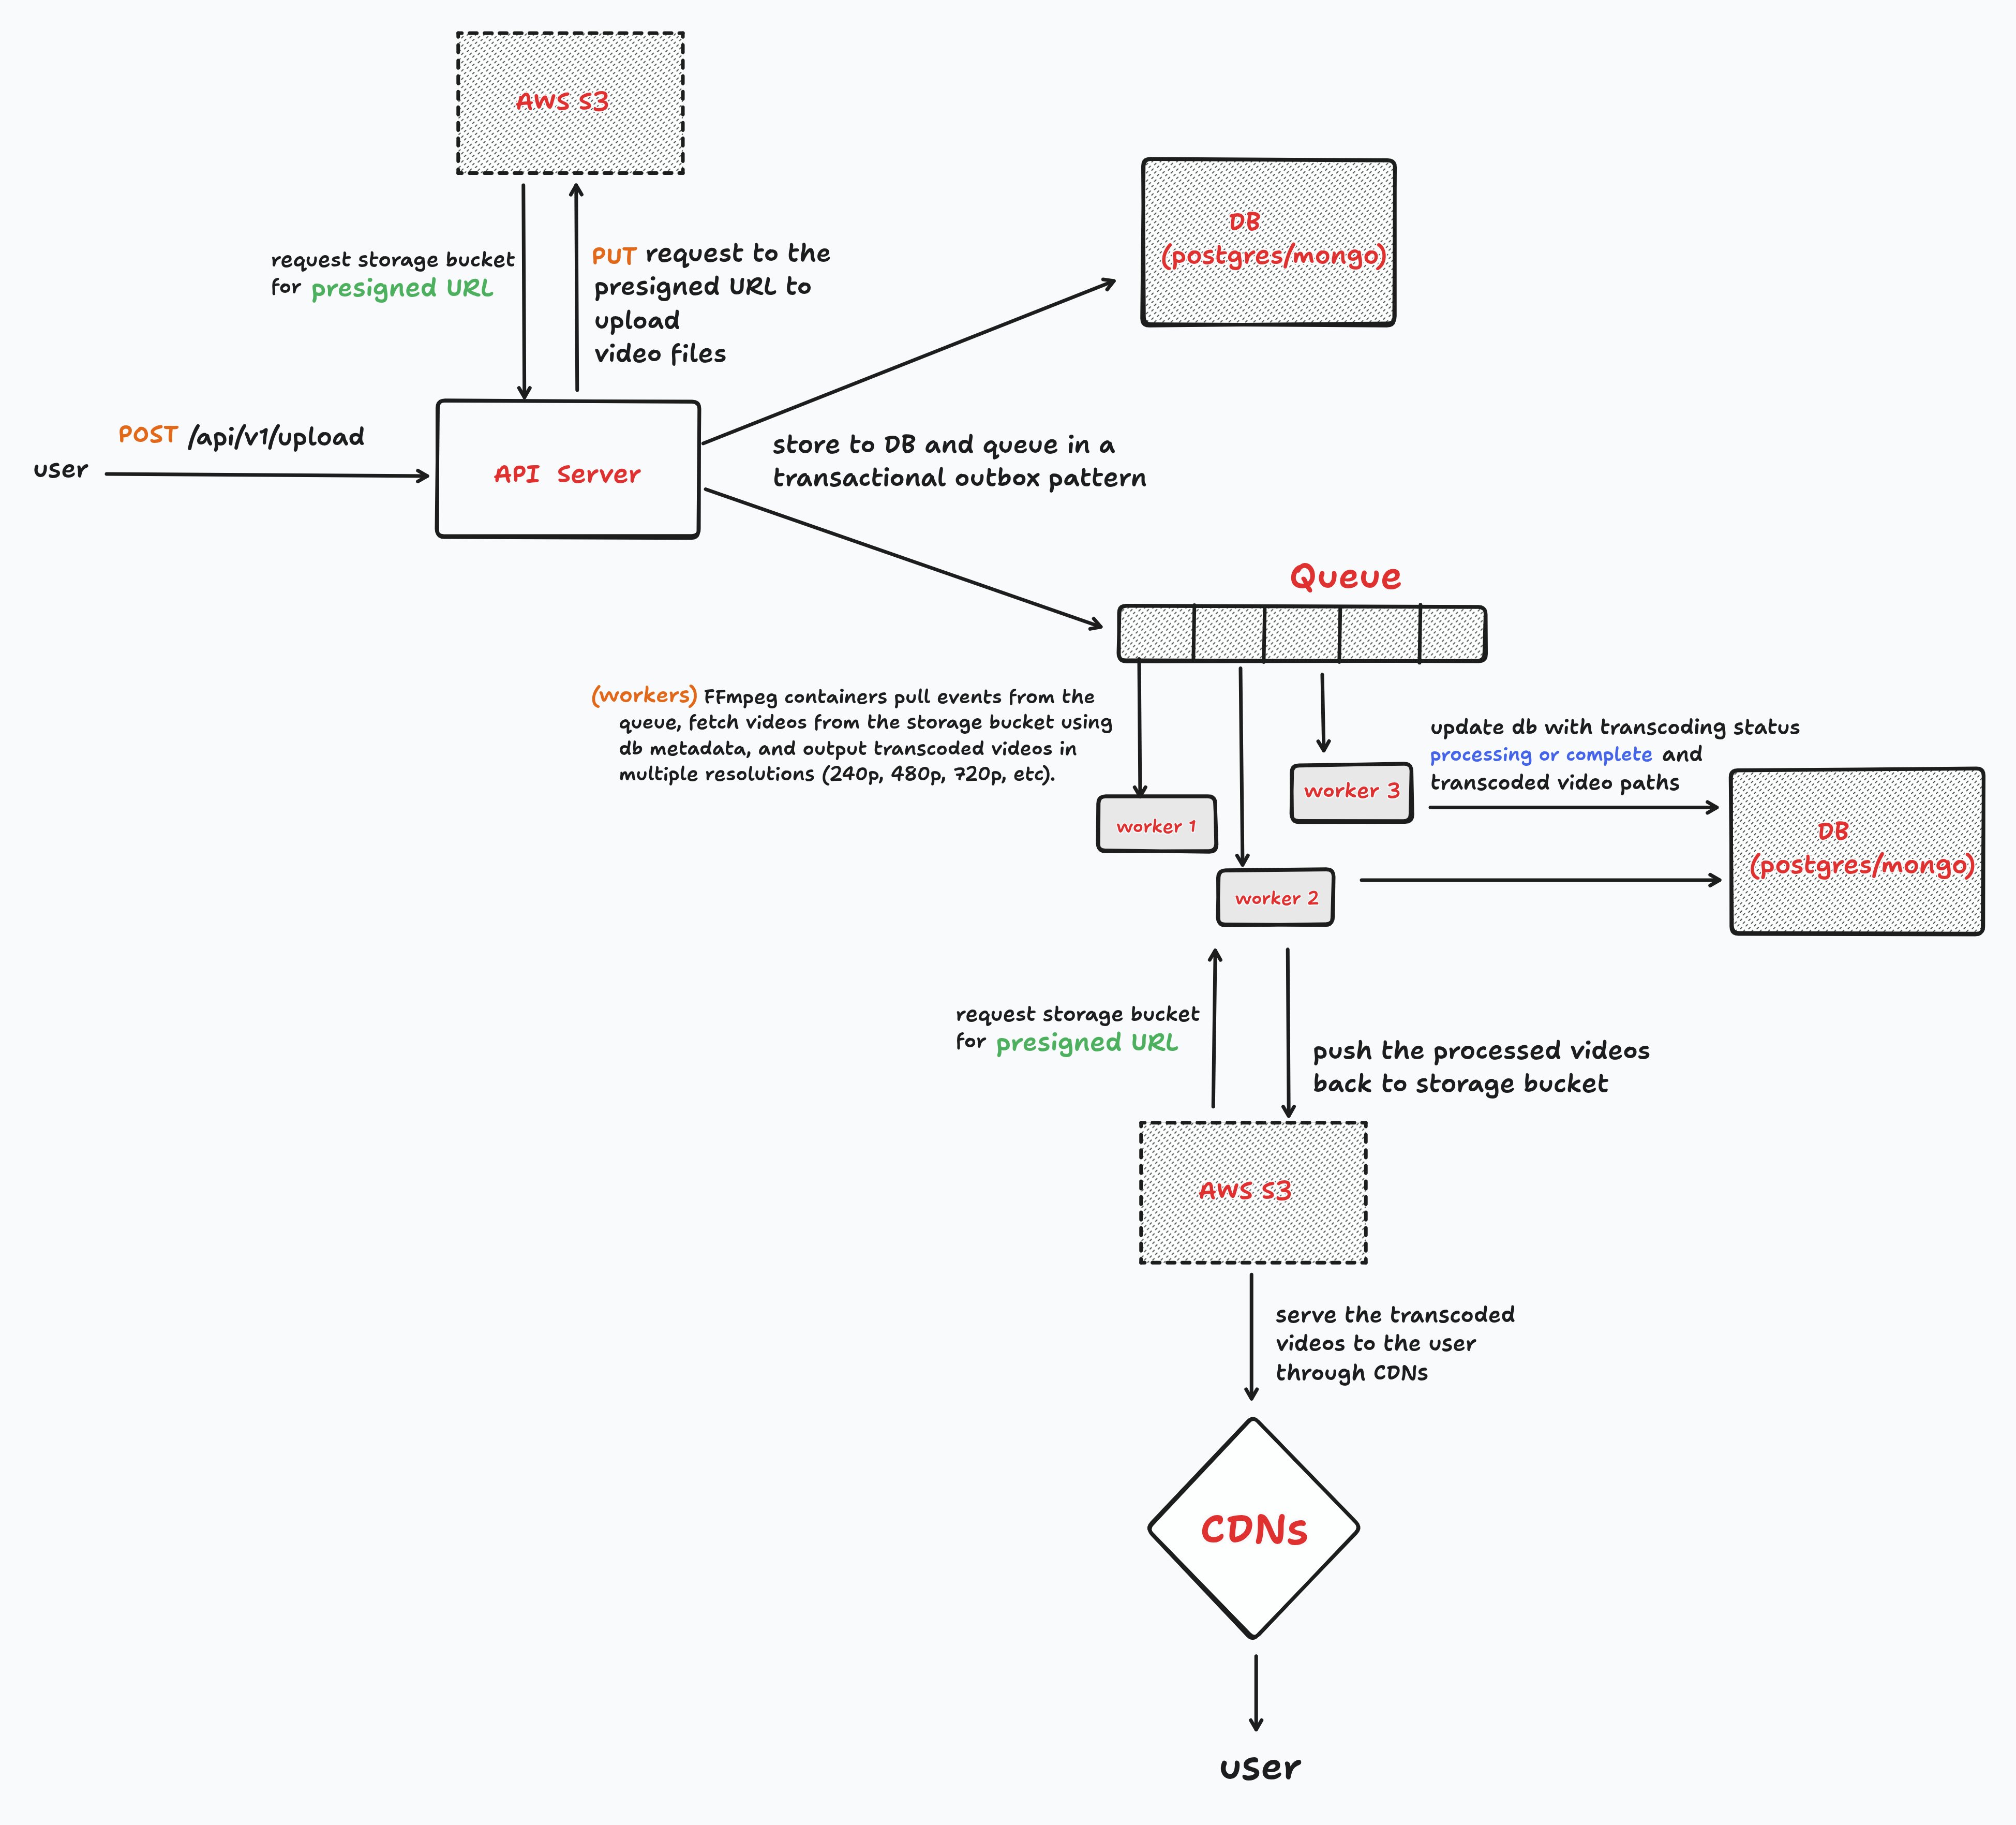 AWS S3
DB
(postgres/mongo)
request storage bucket
for presigned URL
PUT request to the
presigned URL to
upload
video files
POST /api/v1/upload
user
API Server
store to DB and queue in a
transactional outbox pattern
Queue
(workers) FFmpeg containers pull events from the
queue, fetch videos from the storage bucket using
db metadata, and output transcoded videos in
multiple resolutions (240p, 480p, 720p, etc).
update db with transcoding status
processing or complete and
transcoded video paths
worker 3
worker 1
worker 2
DB
(postgres/mongo)
request storage bucket
for presigned URL
push the processed videos
back to storage bucket
AWS S3
serve the transcoded
videos to the user
through CDNs
CDNs
user